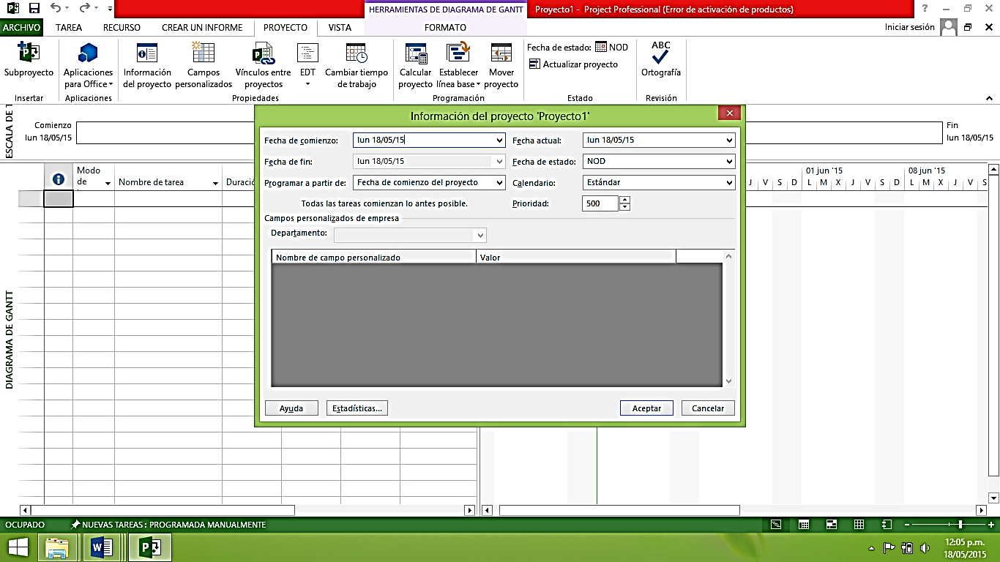 HERRAMIENTAS DE DIAGRAMA DE GANTT
Proyecto1 - Project Professional (Error de activación de productos)
ARCHIVO TAREA RECURSO CREAR UN INFORME PROYECTO VISTA FORMATO Iniciar sesión
Subproyecto
Insertar
Aplicaciones
para Office
Aplicaciones
Información
del proyecto
Campos
personalizados
Vínculos entre
proyectos
EDT
Cambiar tiempo
de trabajo
Propiedades
Calcular
proyecto
Establecer
línea base
Mover
proyecto
Programación
Fecha de estado: NOD
Actualizar proyecto
Estado
ABC
Ortografía
Revisión
ESCALA DE T
Comienzo
lun 18/05/15
Fin
lun 18/05/15
Modo
de
Nombre de tarea
Duració
01 jun '15 08 jun '15
J V S D L M X J V S D L M X J V S
DIAGRAMA DE GANTT
Información del proyecto 'Proyecto1'
Fecha de comienzo: lun 18/05/15 Fecha actual: lun 18/05/15
Fecha de fin: lun 18/05/15 Fecha de estado: NOD
Programar a partir de: Fecha de comienzo del proyecto Calendario: Estándar
Todas las tareas comienzan lo antes posible. Prioridad: 500
Campos personalizados de empresa
Departamento:
Nombre de campo personalizado Valor
Ayuda Estadísticas... Aceptar Cancelar
OCUPADO NUEVAS TAREAS : PROGRAMADA MANUALMENTE
12:05 p.m.
18/05/2015